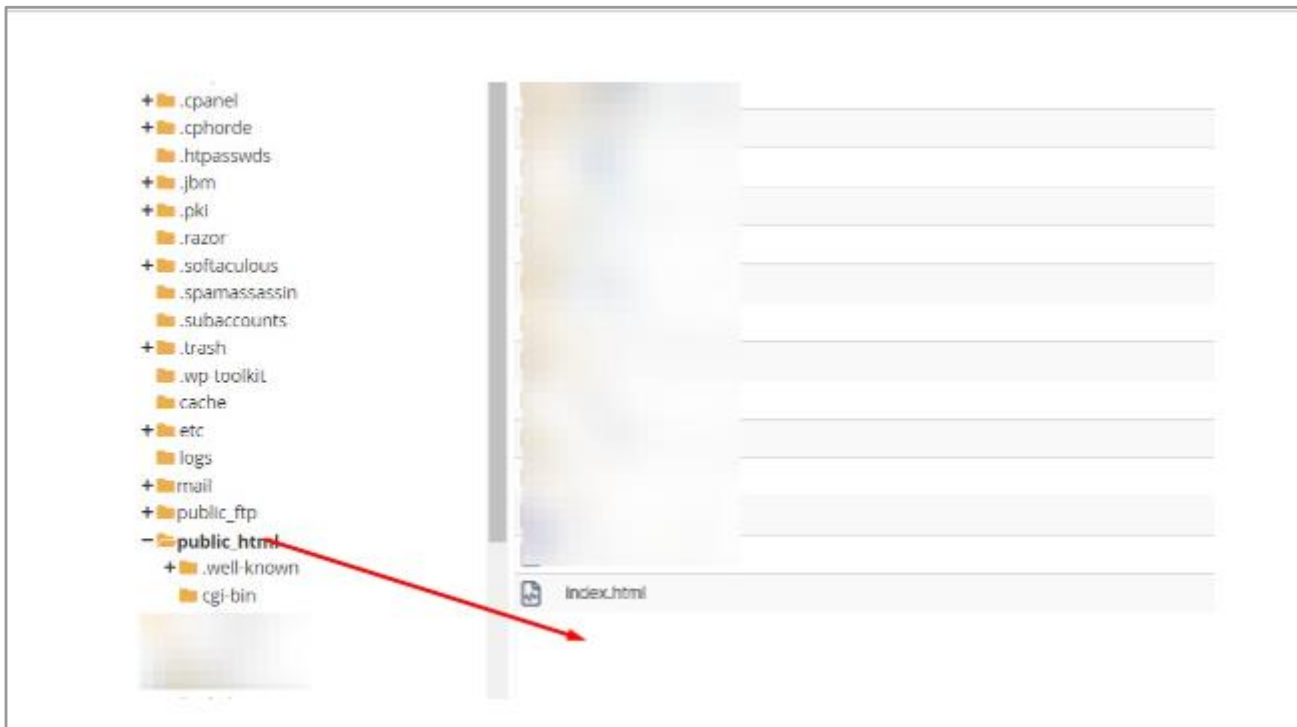 .cpanel
.cphorde
.htpasswds
.jbm
.pki
.razor
.softaculous
.spamassassin
.subaccounts
.trash
.wp-toolkit
cache
etc
logs
mail
public_ftp
public_html
.well-known
cgi-bin
index.html